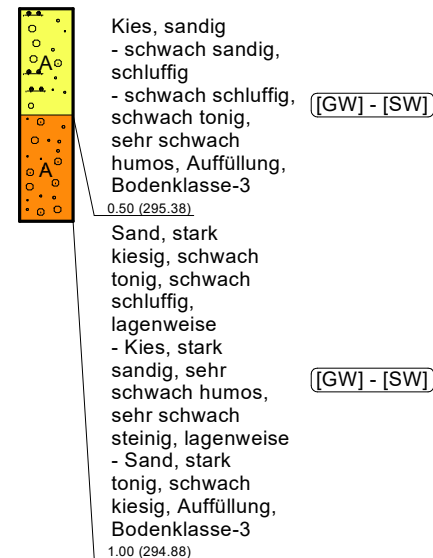 A
Kies, sandig
- schwach sandig,
schluffig
- schwach schluffig,
schwach tonig,
sehr schwach
humos, Auffüllung,
Bodenklasse-3
[GW] - [SW]
0.50 (295.38)
A
Sand, stark
kiesig, schwach
tonig, schwach
schluffig,
lagenweise
- Kies, stark
sandig, sehr
schwach humos,
sehr schwach
steinig, lagenweise
- Sand, stark
tonig, schwach
kiesig, Auffüllung,
Bodenklasse-3
[GW] - [SW]
1.00 (294.88)